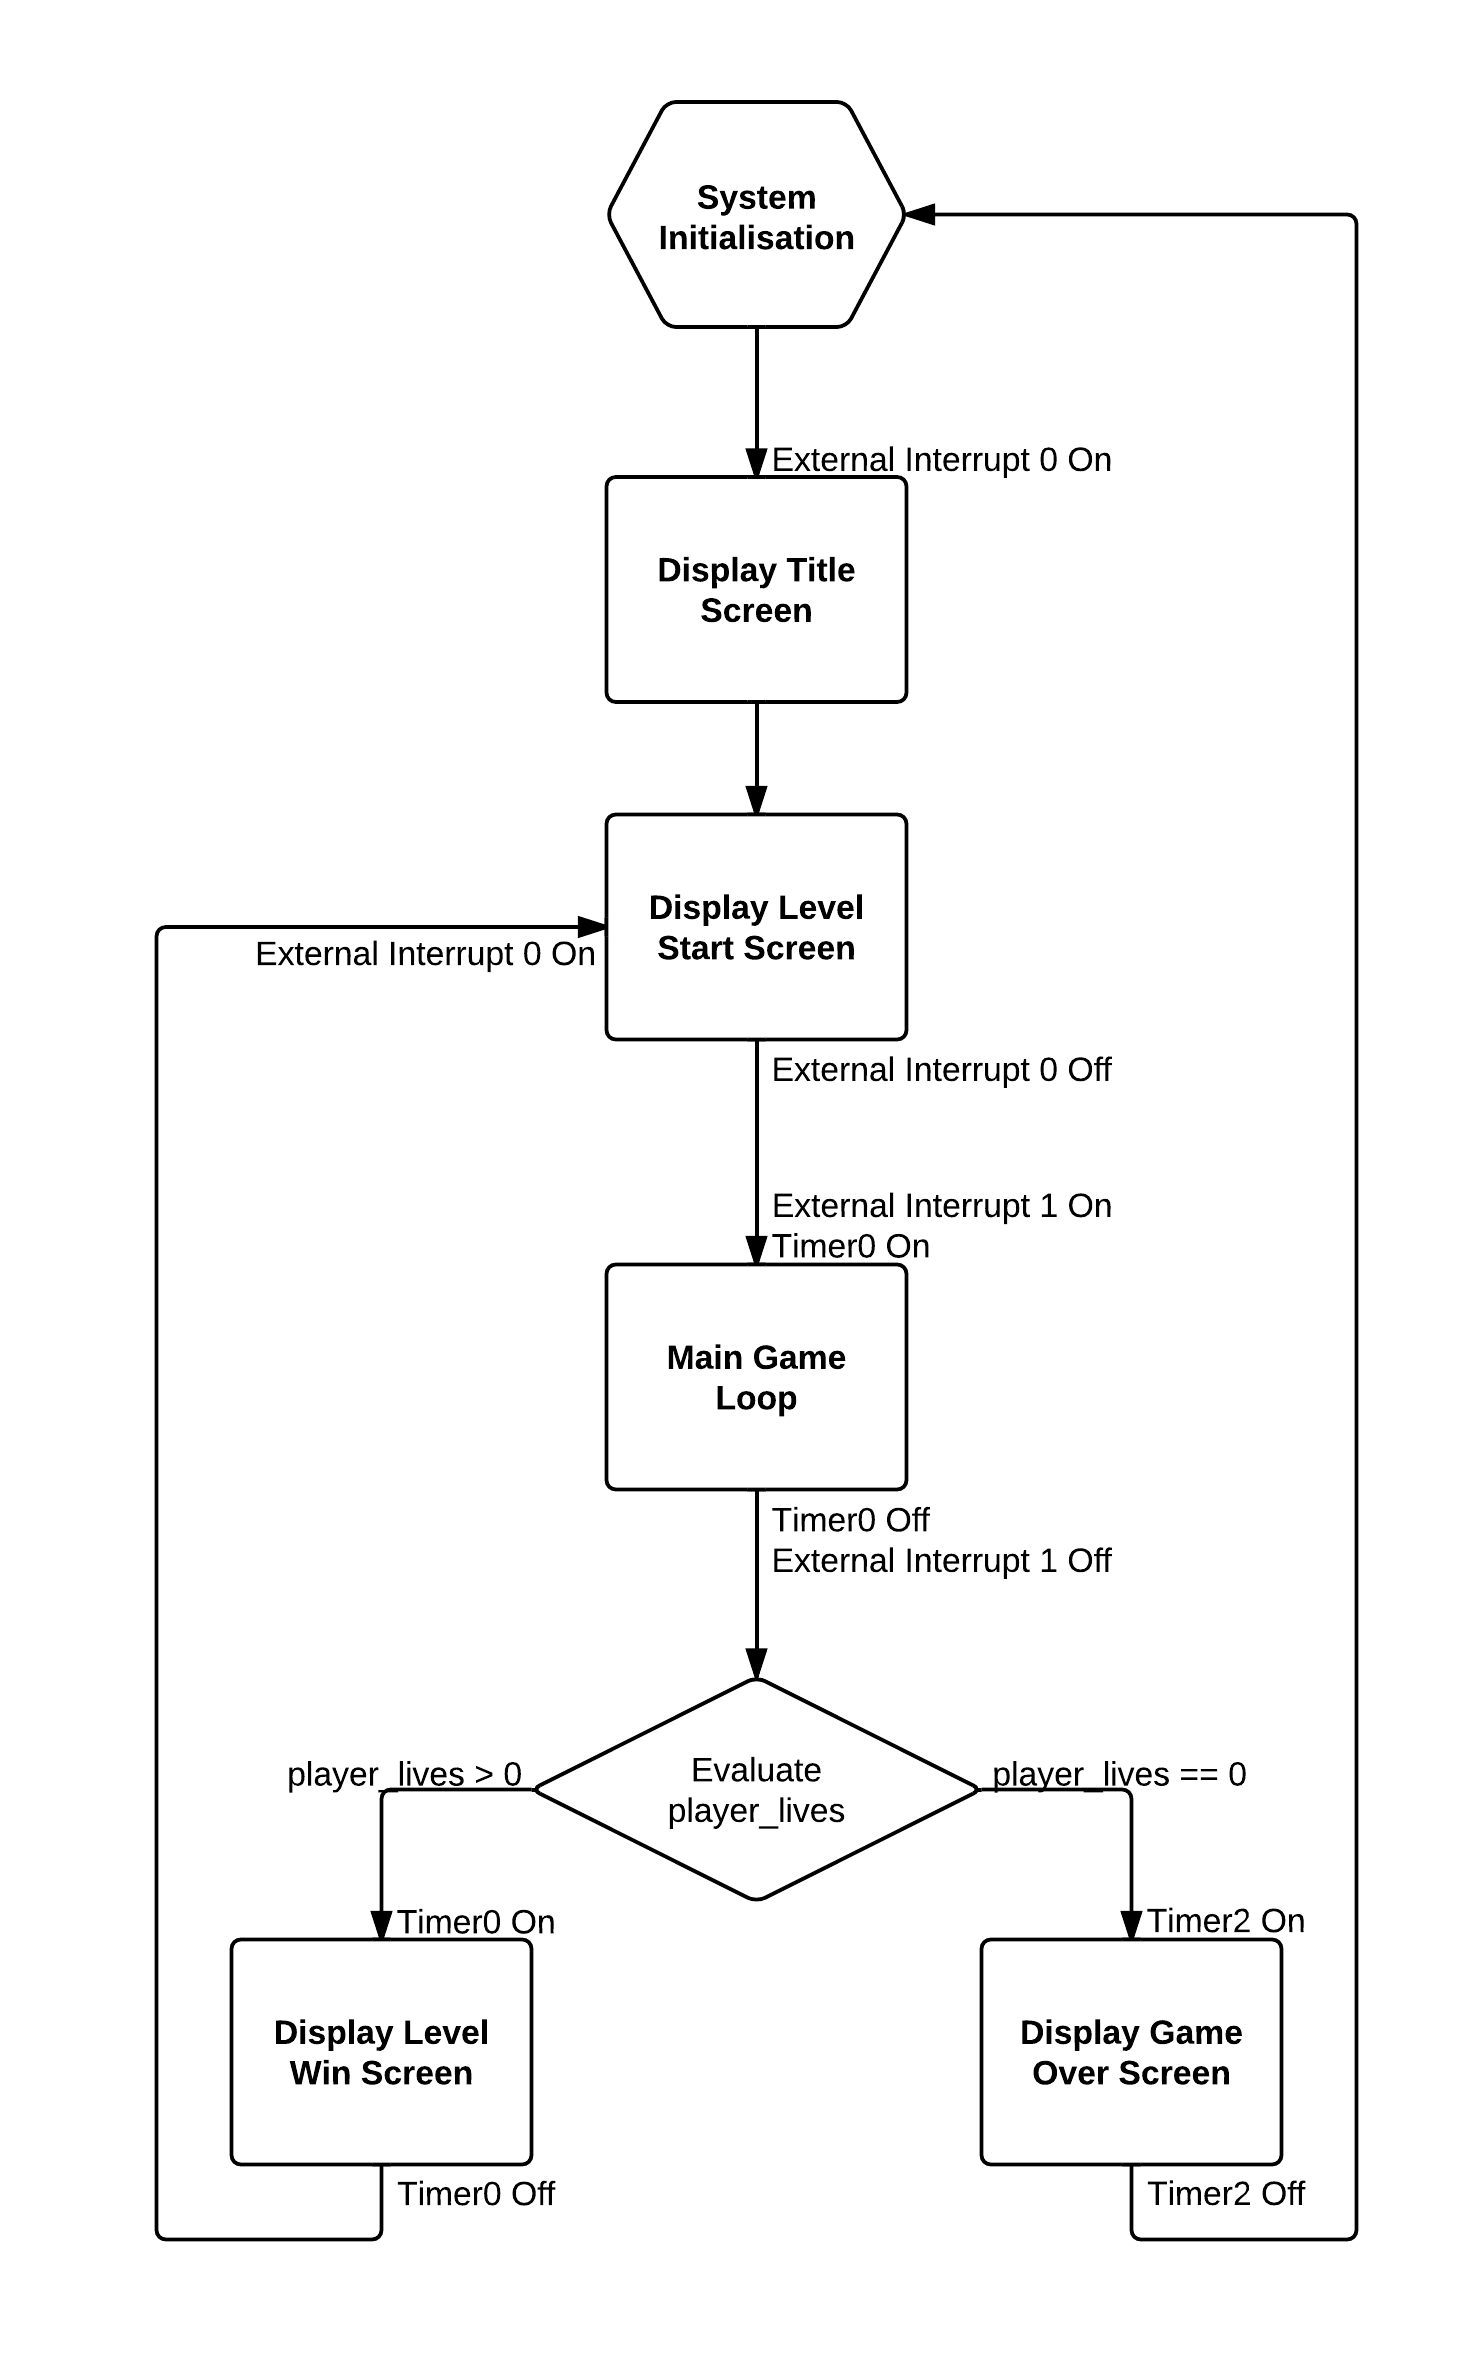 System
Initialisation
External Interrupt 0 On
Display Title
Screen
Display Level
Start Screen
External Interrupt 0 On
External Interrupt 0 Off
External Interrupt 1 On
Timer0 On
Main Game
Loop
Timer0 Off
External Interrupt 1 Off
player_lives > 0
Evaluate
player_lives
player_lives == 0
Timer0 On
Timer2 On
Display Level
Win Screen
Display Game
Over Screen
Timer0 Off
Timer2 Off